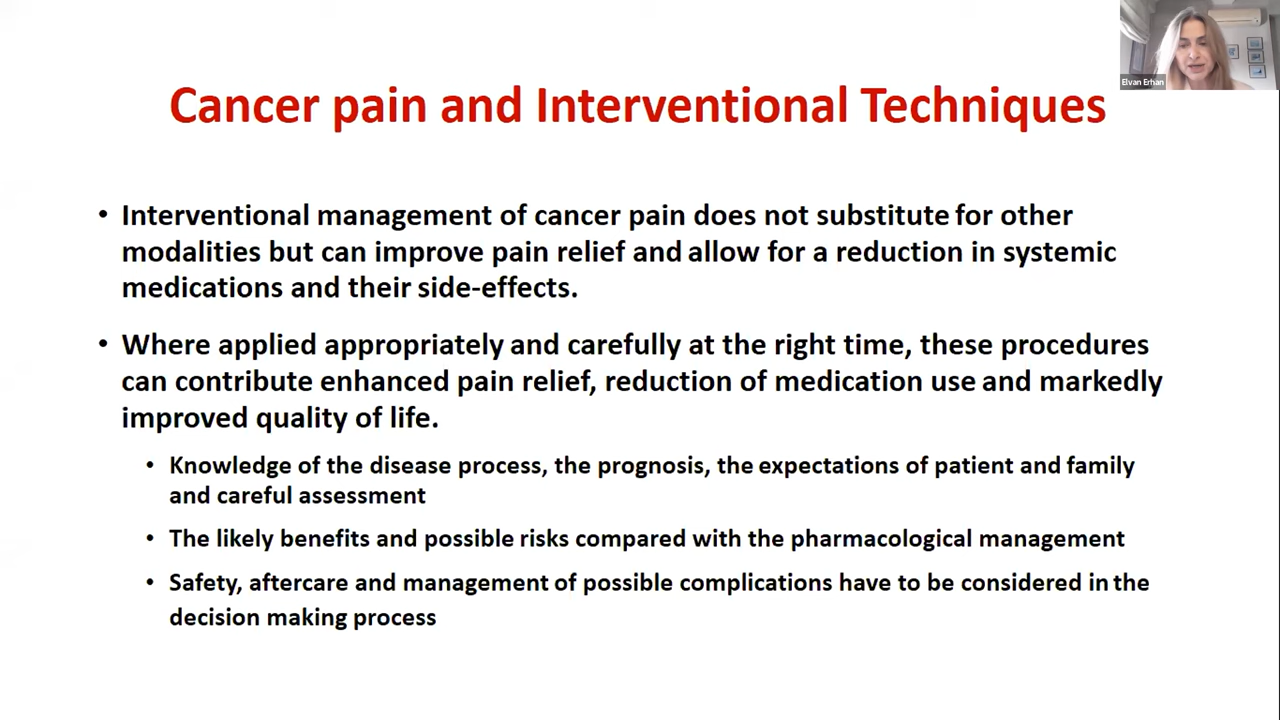 Elvan Erhan
Cancer pain and Interventional Techniques
• Interventional management of cancer pain does not substitute for other
modalities but can improve pain relief and allow for a reduction in systemic
medications and their side-effects.
• Where applied appropriately and carefully at the right time, these procedures
can contribute enhanced pain relief, reduction of medication use and markedly
improved quality of life.
• Knowledge of the disease process, the prognosis, the expectations of patient and family
and careful assessment
• The likely benefits and possible risks compared with the pharmacological management
• Safety, aftercare and management of possible complications have to be considered in the
decision making process